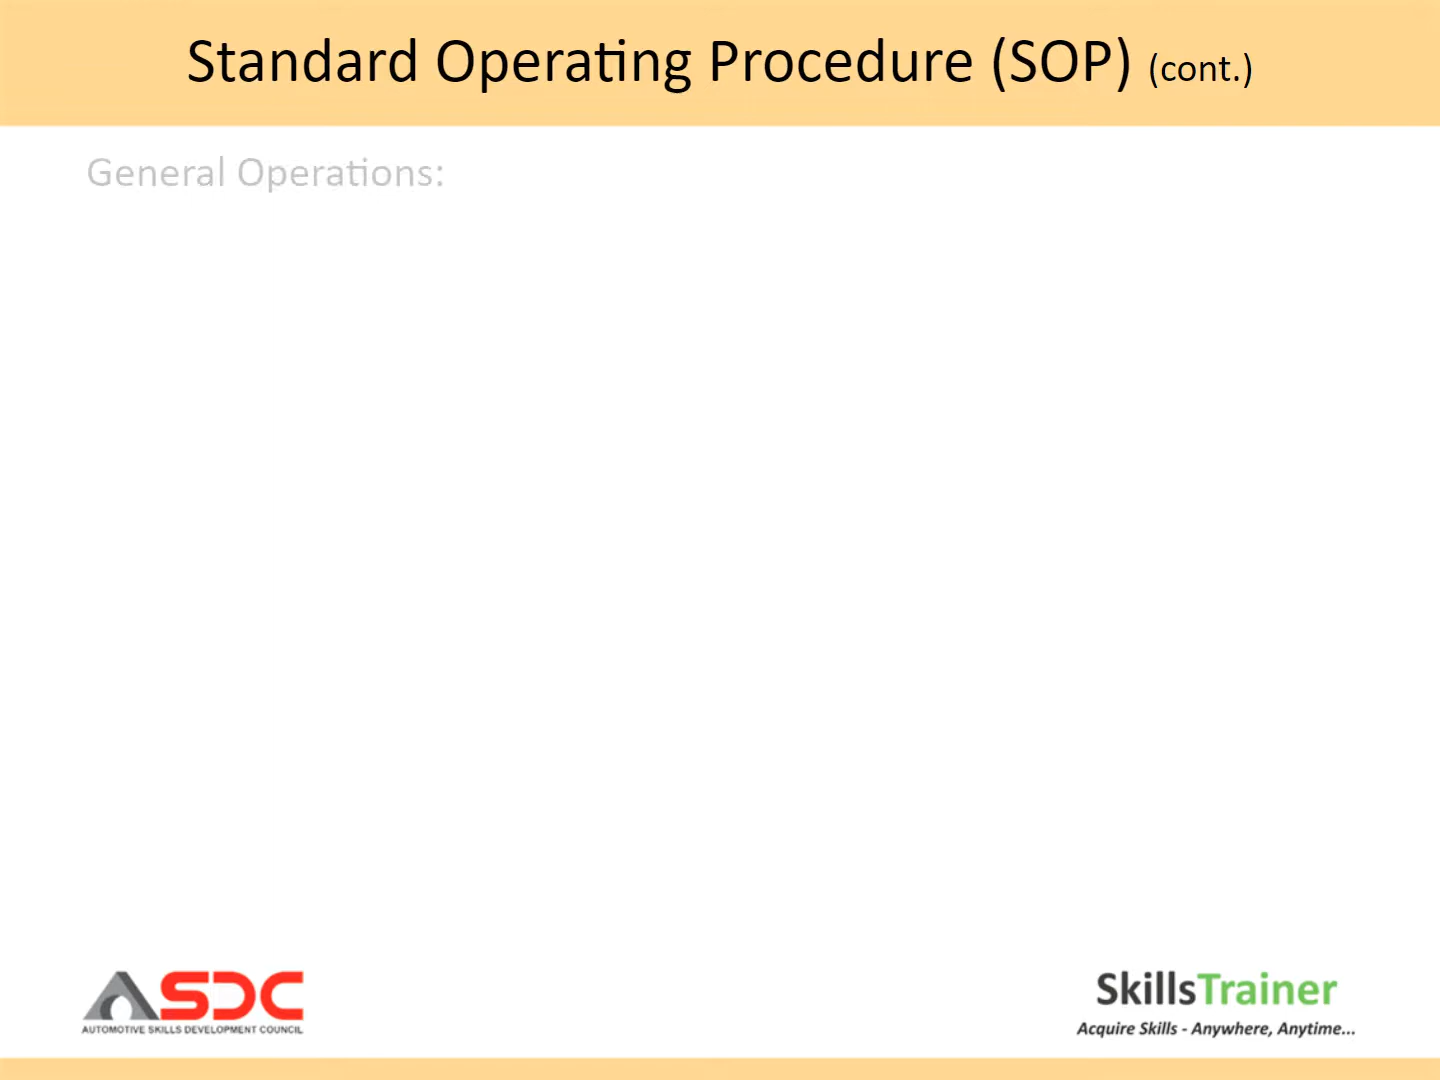 Standard Operating Procedure (SOP) (cont.)
General Operations:
ASDC
AUTOMOTIVE SKILLS DEVELOPMENT COUNCIL
SkillsTrainer
Acquire Skills - Anywhere, Anytime...